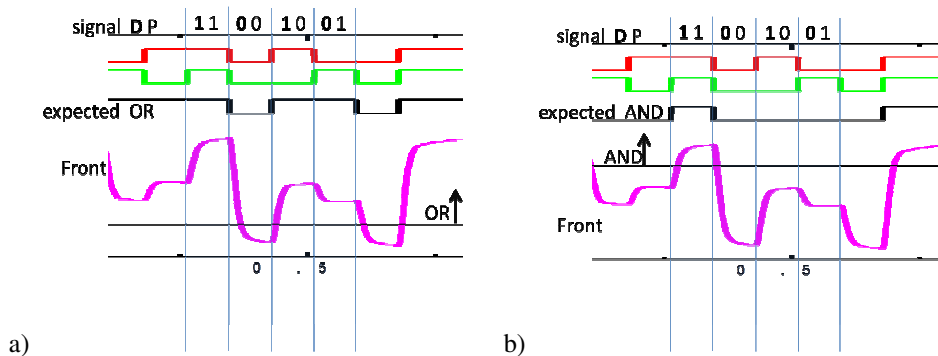 signal D P 11 00 10 01
expected OR
Front
OR
0 . 5
a)
signal D P 11 00 10 01
expected AND
AND
Front
0 . 5
b)